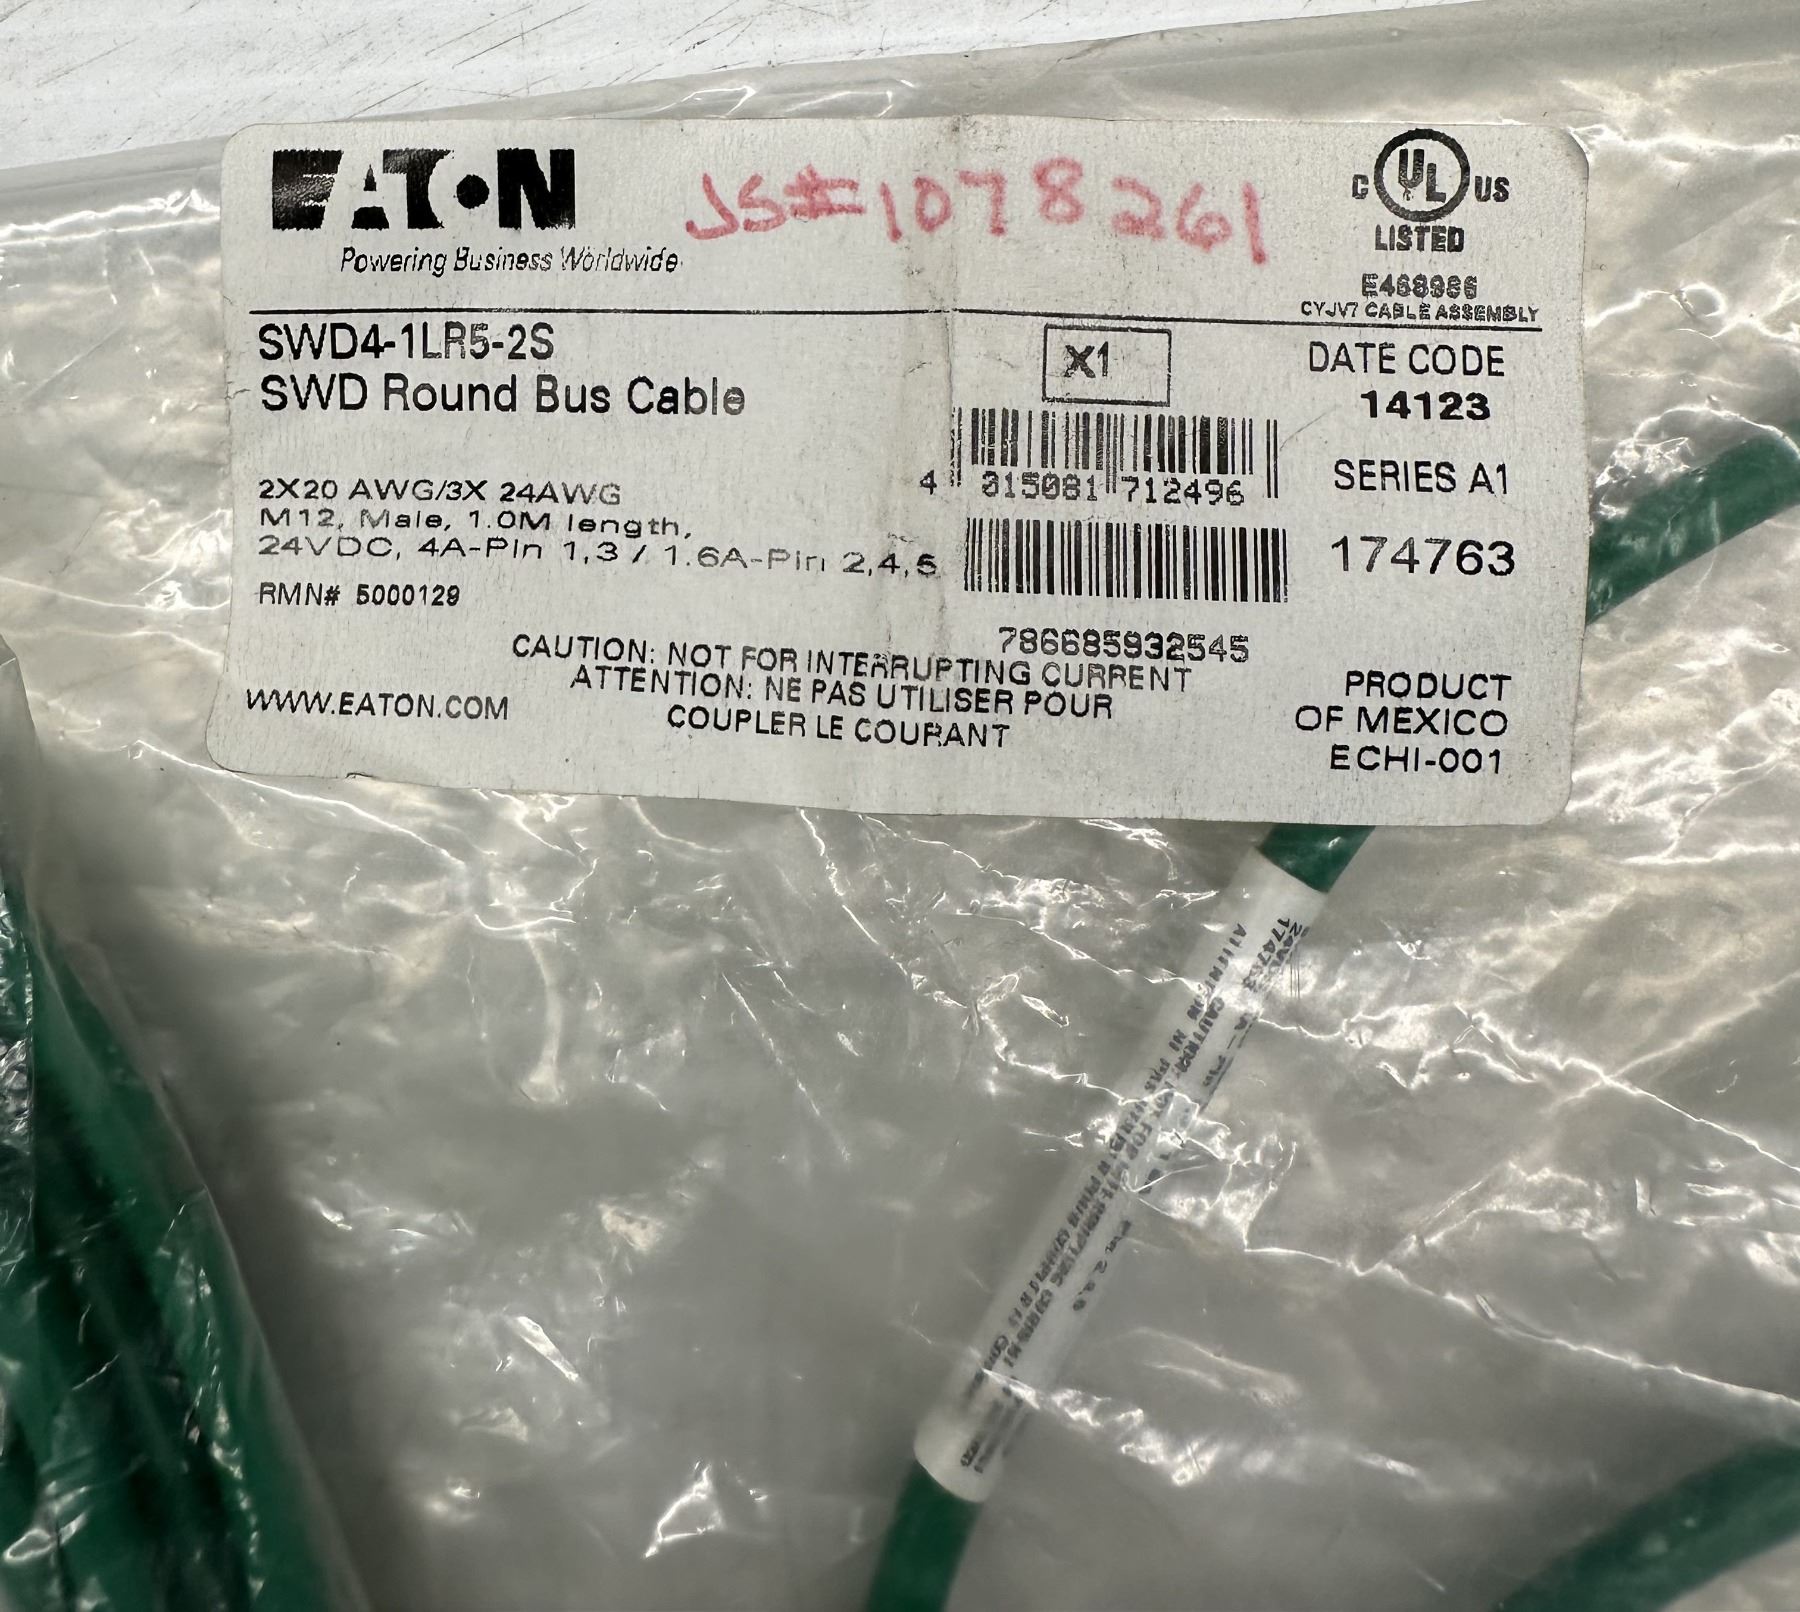 EATON
Powering Business Worldwide
JS#1078261
C UL US
LISTED
E468986
CYJV7 CABLE ASSEMBLY
SWD4-1LR5-2S
SWD Round Bus Cable
X1
DATE CODE
14123
4 015081 712496
SERIES A1
2X20 AWG/3X 24AWG
M12, Male, 1.0M length,
24VDC, 4A-Pin 1,3 / 1.6A-Pin 2,4,5
174763
RMN# 5000129
786685932545
CAUTION: NOT FOR INTERRUPTING CURRENT
ATTENTION: NE PAS UTILISER POUR
COUPLER LE COURANT
WWW.EATON.COM
PRODUCT
OF MEXICO
ECHI-001
174763